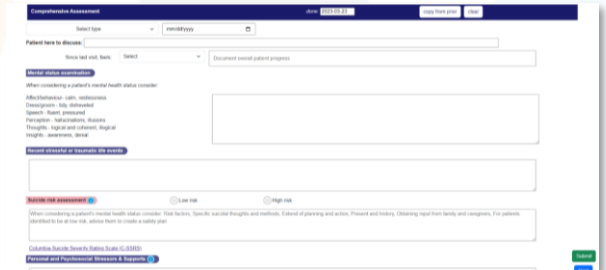 Comprehensive Assessment done 2023-03-23 copy from prior clear
Select type mm/dd/yyyy
Patient here to discuss:
Since last visit, feels: Select Document overall patient progress
Mental status examination
When considering a patient's mental health status consider
Affect/behaviour- calm, restlessness
Dress/groom - tidy, disheveled
Speech - fluent, pressured
Perception - hallucinations, illusions
Thoughts - logical and coherent, illogical
Insights - awareness, denial
Recent stressful or traumatic life events
Suicide risk assessment Low risk High risk
When considering a patient's mental health status consider: Risk factors, Specific suicidal thoughts and methods, Extend of planning and action, Present and history, Obtaining input from family and caregivers. For patients
identified to be at low risk, advise them to create a safety plan
Columbia-Suicide Severity Rating Scale (C-SSRS)
Submit
Personal and Psychosocial Stressors & Supports